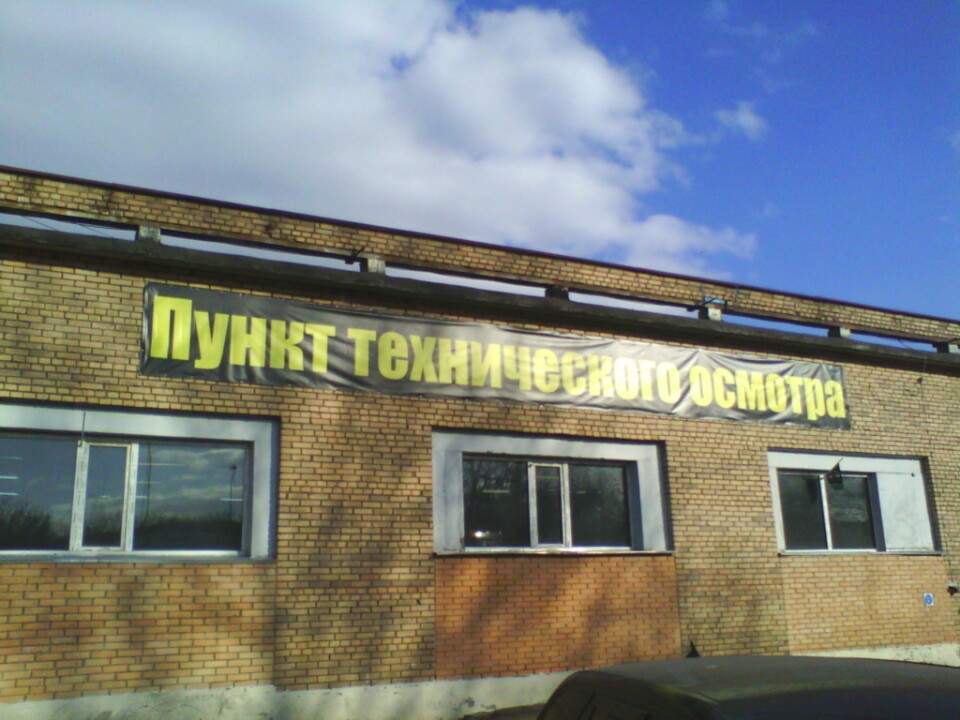 Пункт технического осмотра